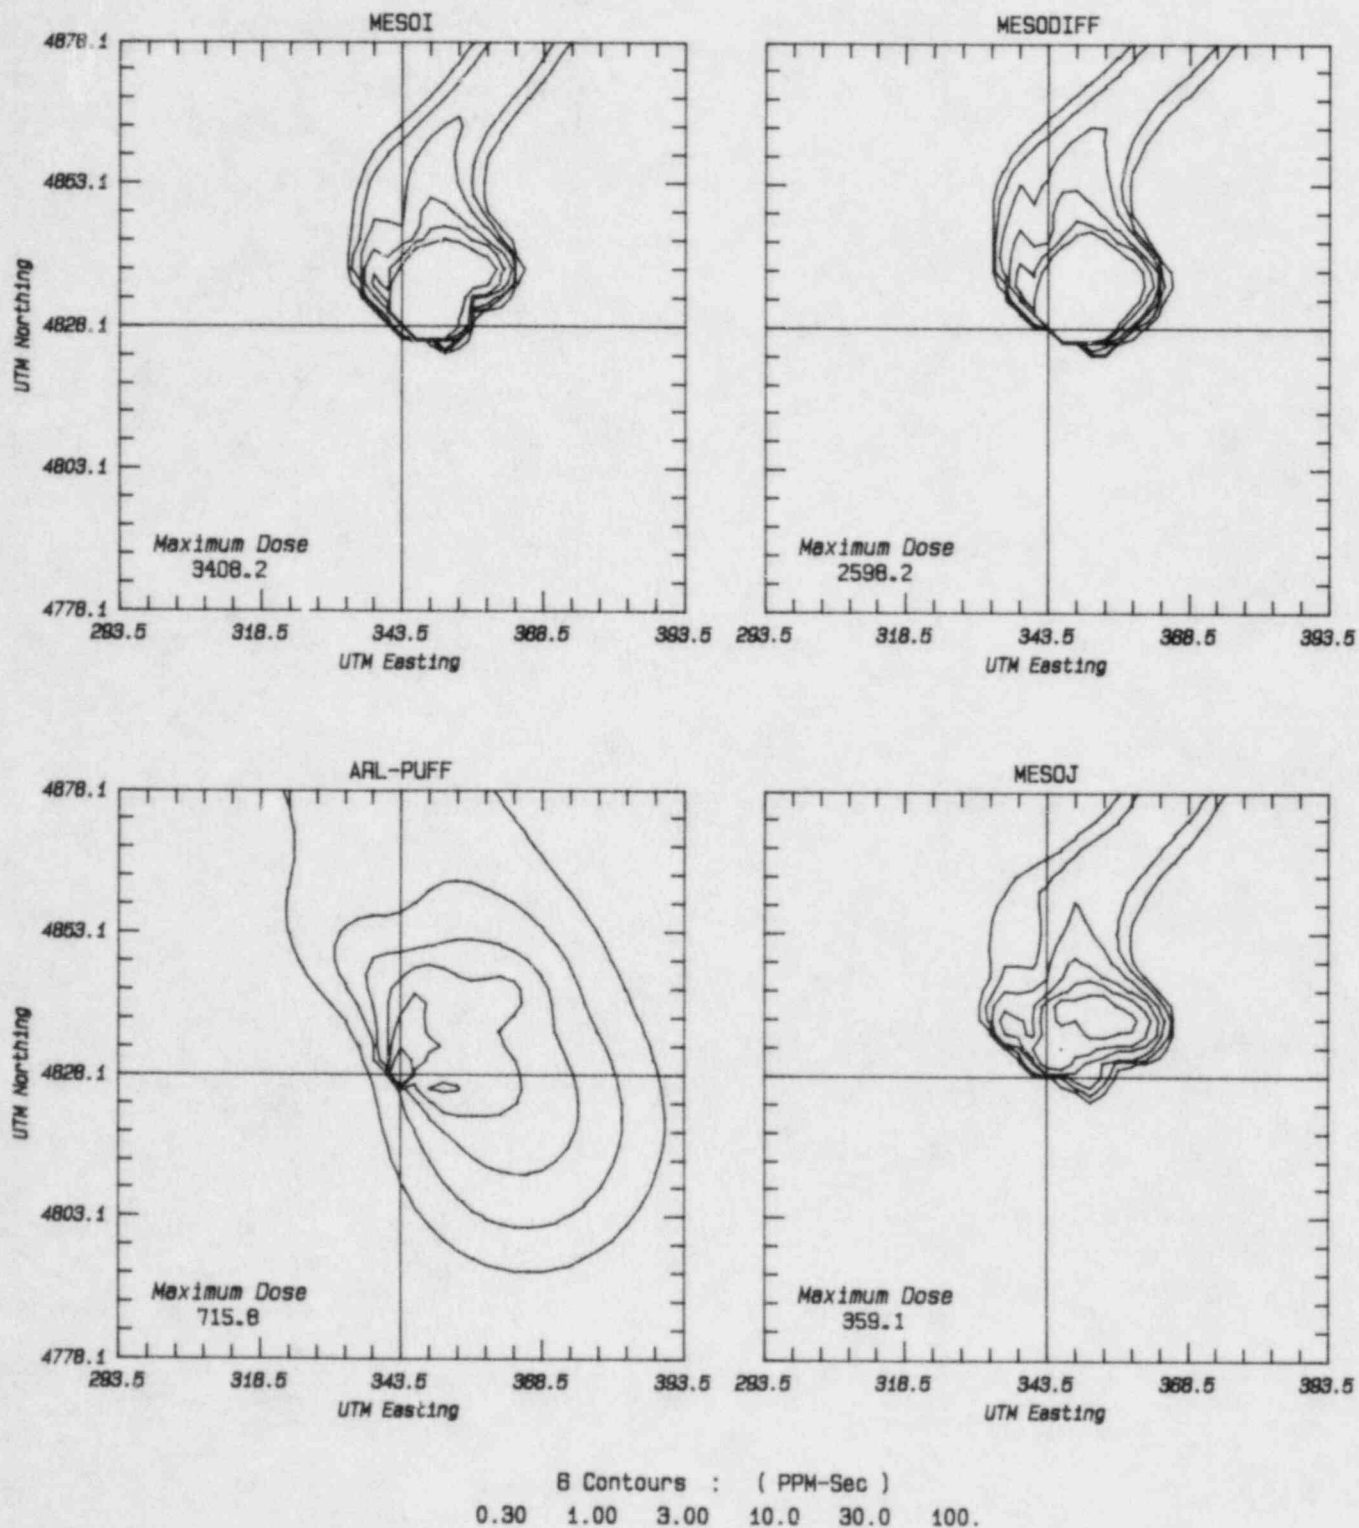 MESOI
MESODIFF
4878.1
4853.1
4828.1
4803.1
4778.1
UTM Northing
Maximum Dose
3408.2
Maximum Dose
2598.2
293.5 318.5 343.5 368.5 393.5
UTM Easting
293.5 318.5 343.5 368.5 393.5
UTM Easting
ARL-PUFF
MESOJ
4878.1
4853.1
4828.1
4803.1
4778.1
UTM Northing
Maximum Dose
715.8
Maximum Dose
359.1
293.5 318.5 343.5 368.5 393.5
UTM Easting
293.5 318.5 343.5 368.5 393.5
UTM Easting
6 Contours : ( PPM-Sec )
0.30 1.00 3.00 10.0 30.0 100.